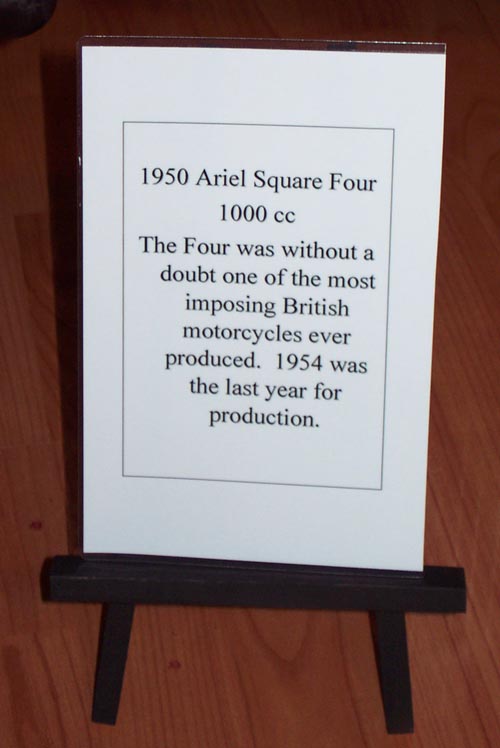 1950 Ariel Square Four
1000 cc
The Four was without a
doubt one of the most
imposing British
motorcycles ever
produced.  1954 was
the last year for
production.